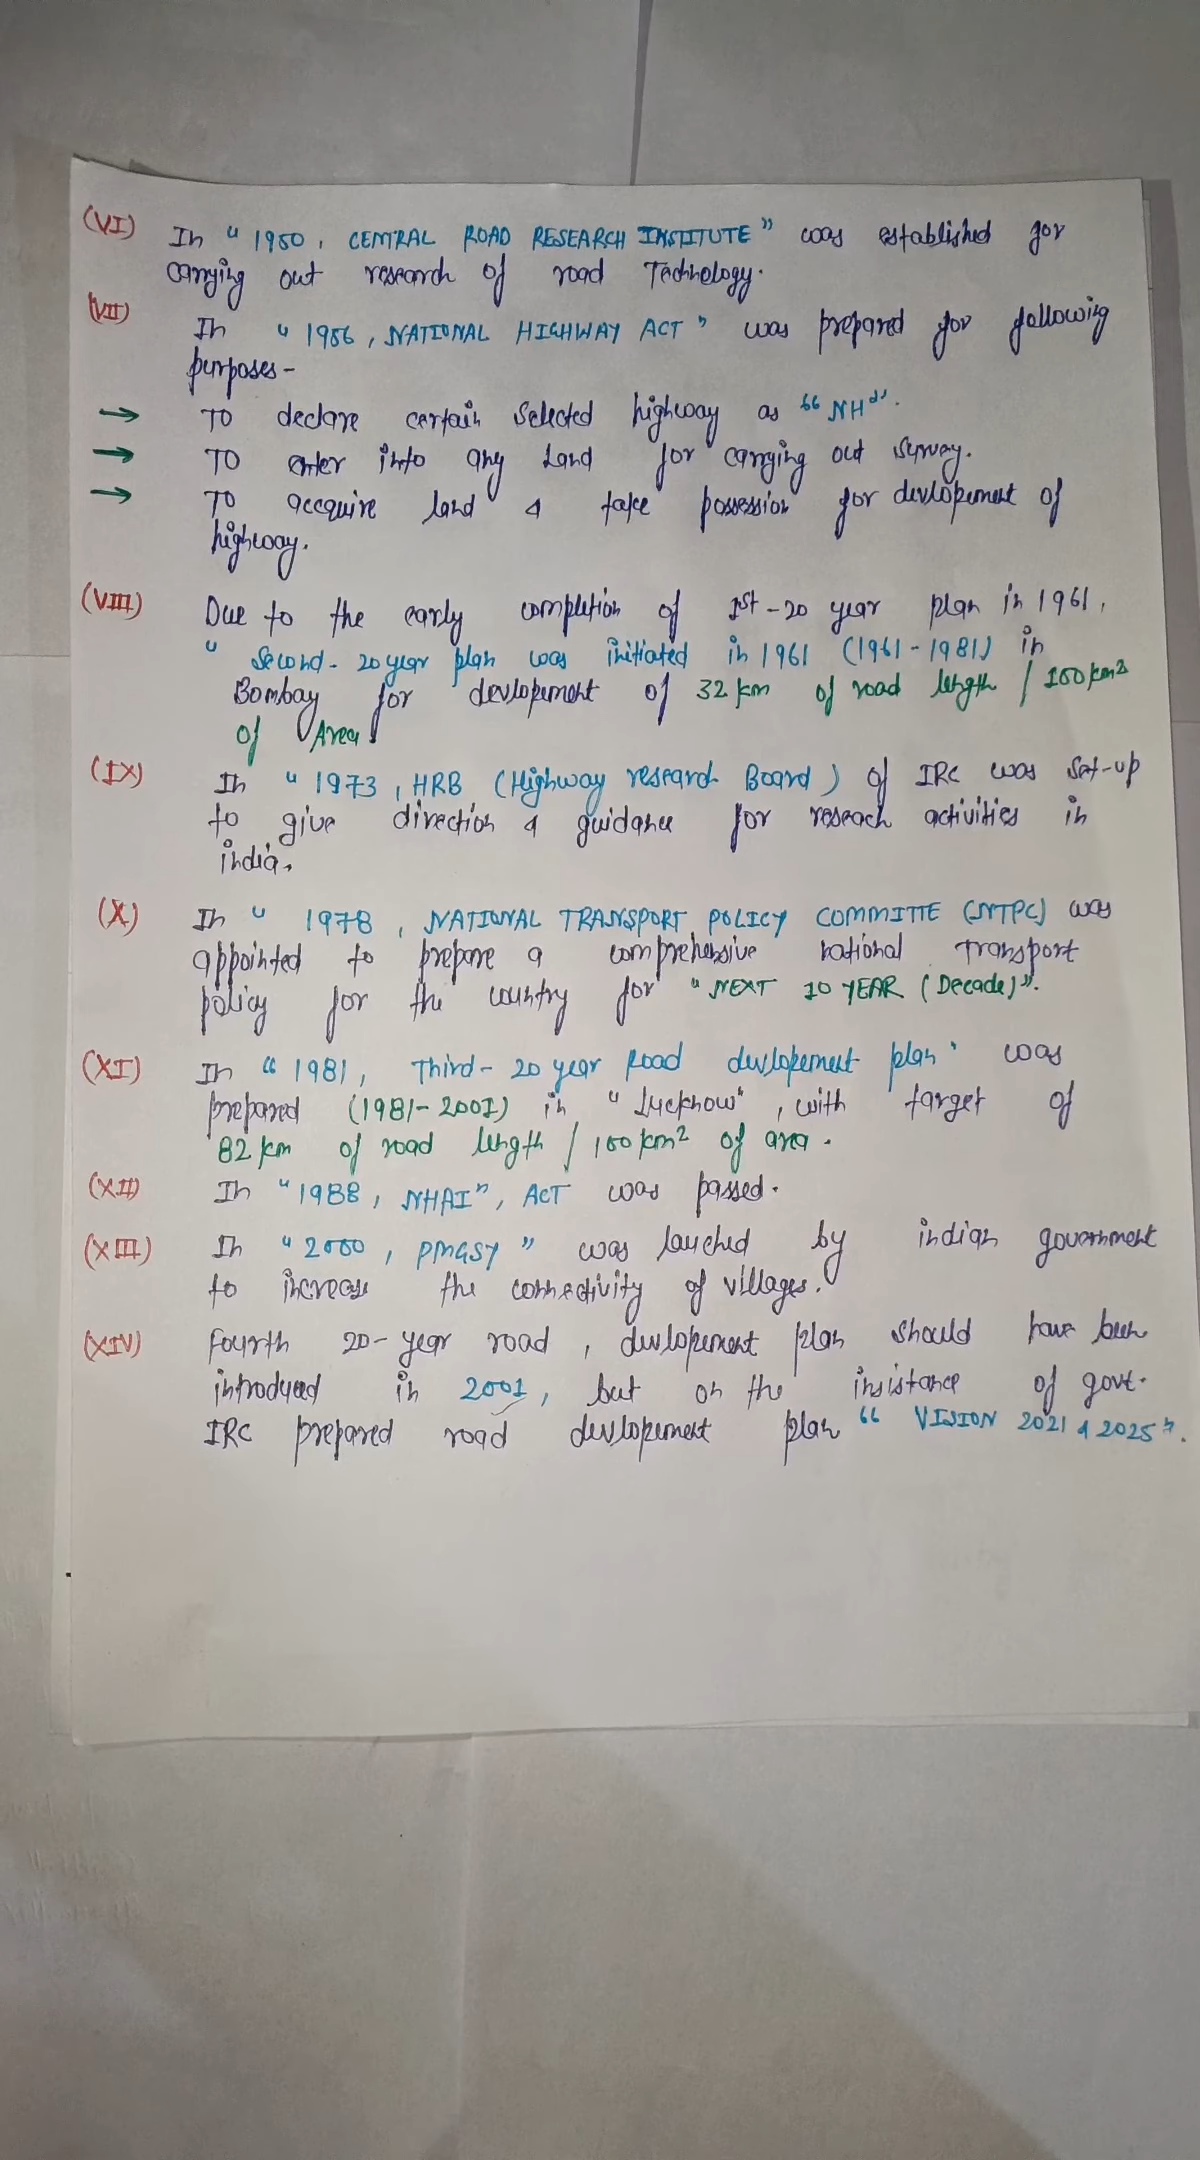 (VI) In "1950, CENTRAL ROAD RESEARCH INSTITUTE" was established for
carrying out research of road Technology.
(VII) In "1956, NATIONAL HIGHWAY ACT" was prepared for following
purposes-
→ TO declare certain selected highway as "NHs".
→ TO enter into any Land for carrying out survay.
→ TO accquire land & take possession for devlopement of
highway.
(VIII) Due to the early completion of 1st-20 year plan in 1961,
"Second-20 year plan was initiated in 1961 (1961-1981) in
Bombay for devlopement of 32 km of road length / 100 km²
of Area.
(IX) In "1973, HRB (Highway research Board) of IRC was set-up
to give direction & guidance for reseach activities in
india.
(X) In "1978, NATIONAL TRANSPORT POLICY COMMITTE (NTPC) was
appointed to prepare a comprehensive national transport
policy for the country for "NEXT 10 YEAR (Decade)".
(XI) In "1981, Third-20 year Road devlopement plan" was
prepared (1981-2001) in "Lucknow", with target of
82 km of road length / 100 km² of area.
(XII) In "1988, NHAI", ACT was passed.
(XIII) In "2000, PMGSY" was lauched by indian government
to increase the connectivity of villages.
(XIV) Fourth 20-year road, devlopement plan should have been
introduced in 2001, but on the insistance of govt.
IRC prepared road devlopement plan "VISION 2021 & 2025".